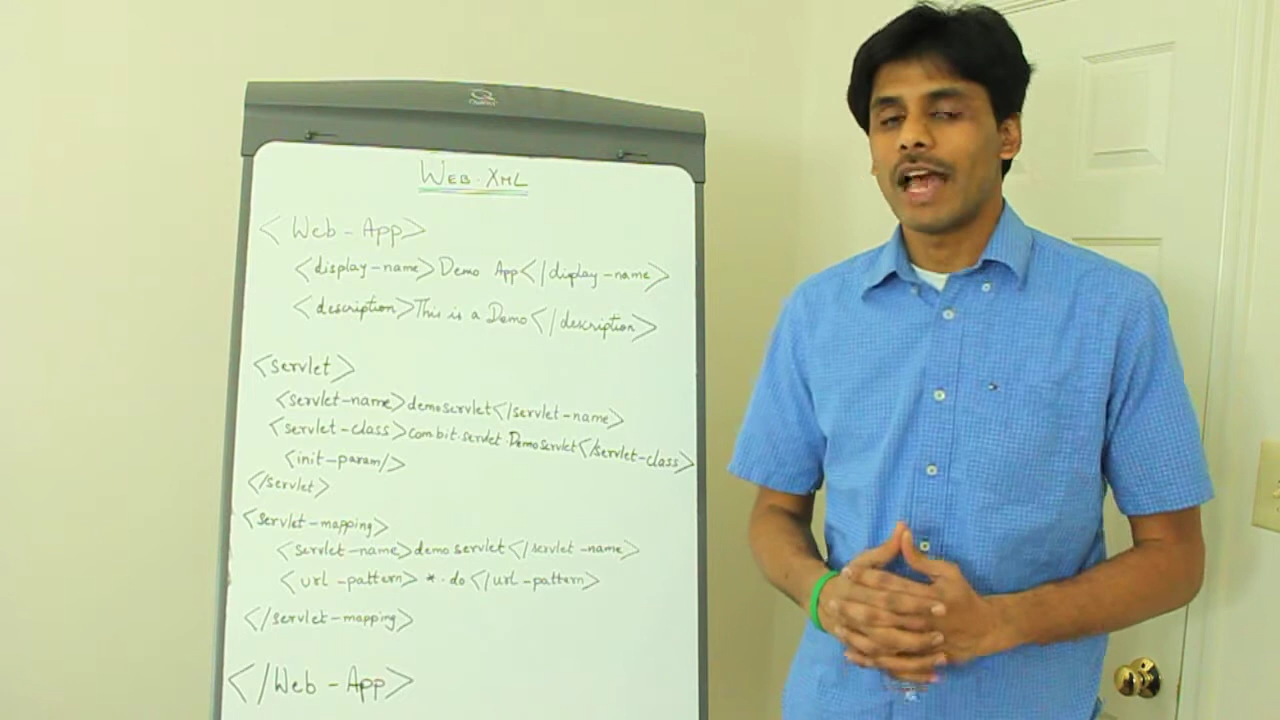 Web.XML
<Web-App>
<display-name>Demo App</display-name>
<description>This is a Demo</description>
<servlet>
<servlet-name>demoservlet</servlet-name>
<servlet-class>com.bit.servlet.Demoservlet</servlet-class>
<init-param/>
</servlet>
<servlet-mapping>
<servlet-name>demoservlet</servlet-name>
<url-pattern>*.do</url-pattern>
</servlet-mapping>
</Web-App>